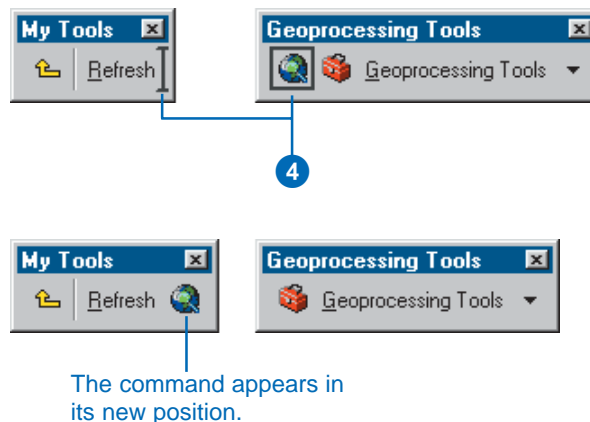 My Tools
Refresh
Geoprocessing Tools
Geoprocessing Tools
4
My Tools
Refresh
Geoprocessing Tools
Geoprocessing Tools
The command appears in
its new position.